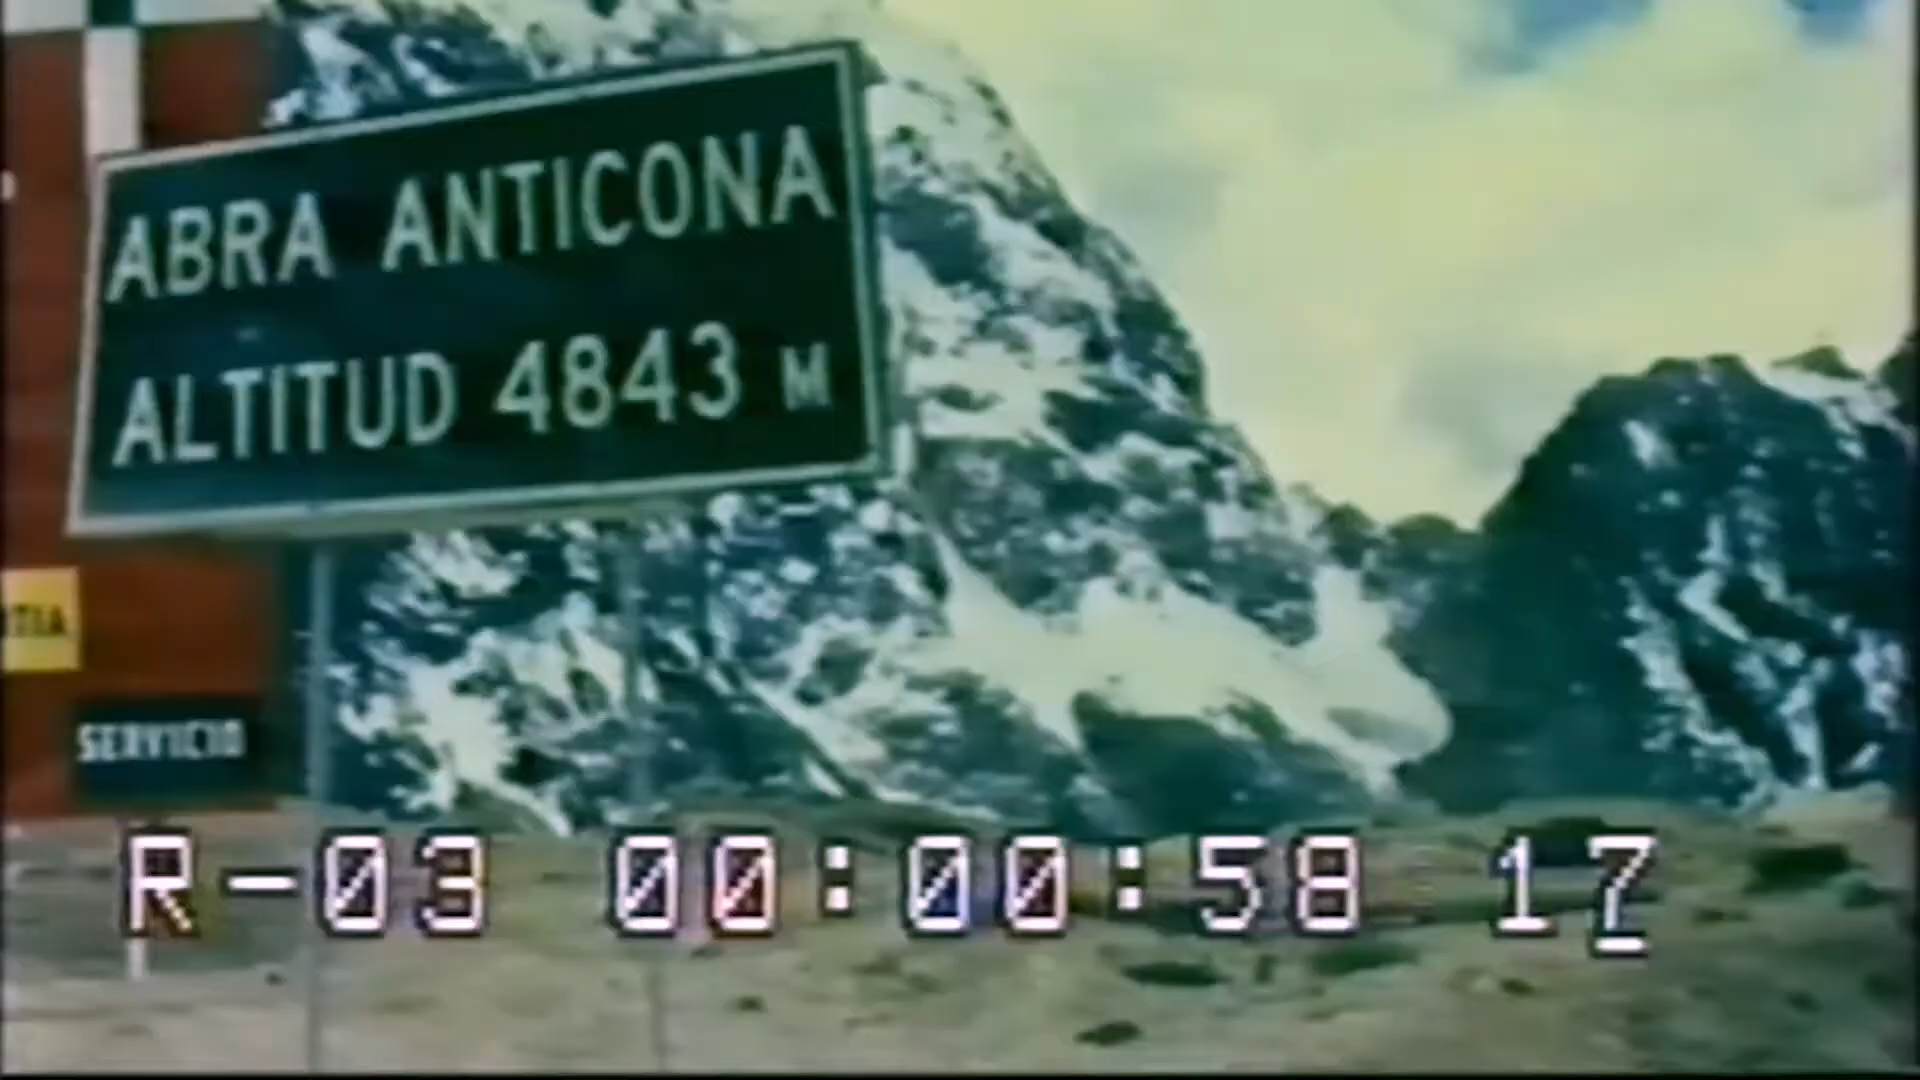 ABRA ANTICONA
ALTITUD 4843 M
SERVICIO
R-03 00:00:58 17